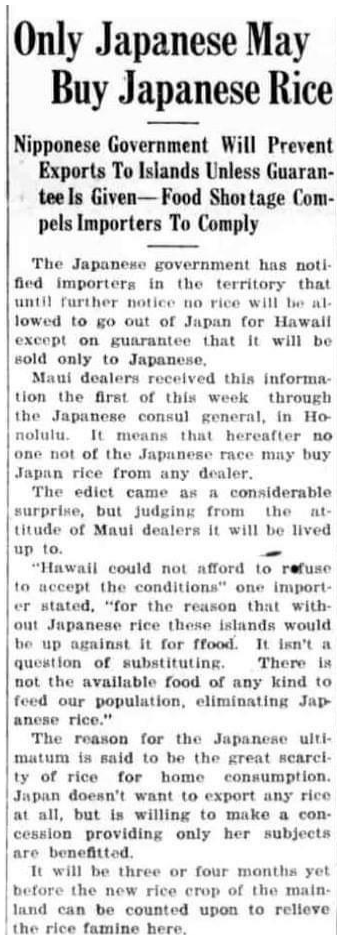 Only Japanese May
Buy Japanese Rice
Nipponese Government Will Prevent
Exports To Islands Unless Guaran-
tee Is Given—Food Shortage Com-
pels Importers To Comply
The Japanese government has noti-
fied importers in the territory that
until further notice no rice will be al-
lowed to go out of Japan for Hawaii
except on guarantee that it will be
sold only to Japanese.
Maui dealers received this informa-
tion the first of this week through
the Japanese consul general, in Ho-
nolulu. It means that hereafter no
one not of the Japanese race may buy
Japan rice from any dealer.
The edict came as a considerable
surprise, but judging from the at-
titude of Maui dealers it will be lived
up to.
"Hawaii could not afford to refuse
to accept the conditions" one import-
er stated, "for the reason that with-
out Japanese rice these islands would
be up against it for ffood. It isn't a
question of substituting. There is
not the available food of any kind to
feed our population, eliminating Jap-
anese rice."
The reason for the Japanese ulti-
matum is said to be the great scarci-
ty of rice for home consumption.
Japan doesn't want to export any rice
at all, but is willing to make a con-
cession providing only her subjects
are benefitted.
It will be three or four months yet
before the new rice crop of the main-
land can be counted upon to relieve
the rice famine here.